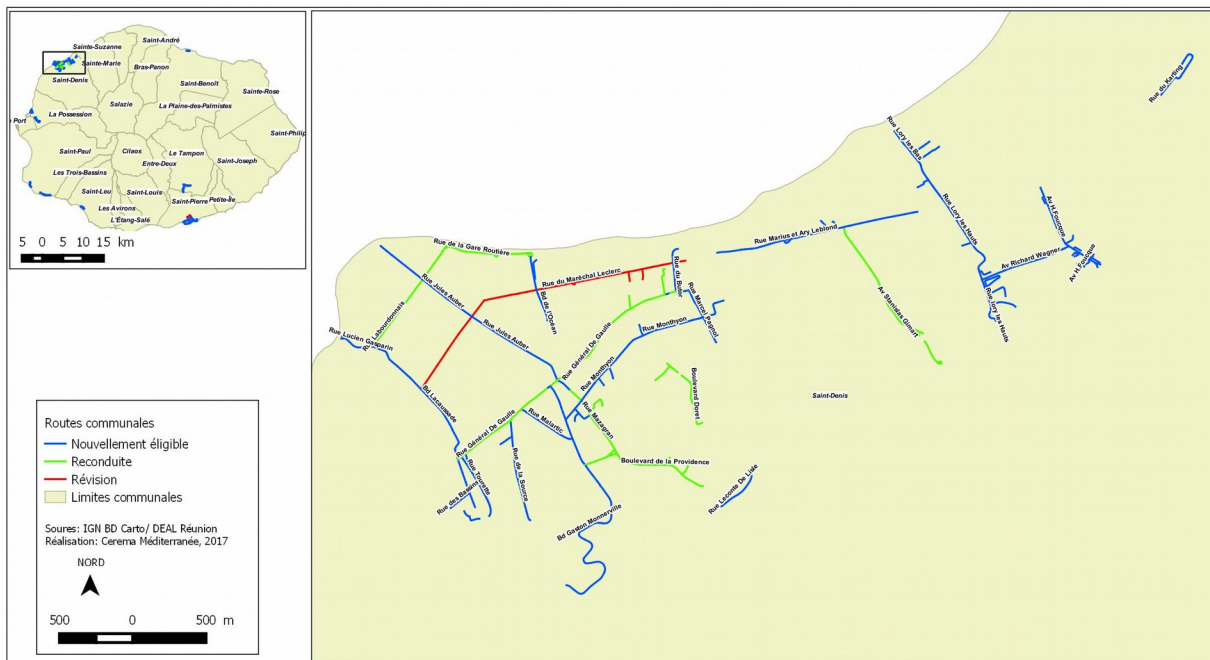 Saint-André
Sainte-Suzanne
Sainte-Marie
Bras-Panon
Saint-Denis
Saint-Benoît
Sainte-Rose
Salazie
La Plaine-des-Palmistes
La Possession
Port
Saint-Philip
Saint-Paul
Cilaos
Le Tampon
Entre-Deux
Saint-Joseph
Les Trois-Bassins
Saint-Leu
Saint-Louis
Saint-Pierre
Petite-Île
Les Avirons
L'Étang-Salé
5 0 5 10 15 km
Routes communales
Nouvellement éligible
Reconduite
Révision
Limites communales
Soures: IGN BD Carto/ DEAL Réunion
Réalisation: Cerema Méditerranée, 2017
NORD
500 0 500 m
Rue du Karting
Rue Lory les Bas
Rue Lory les Hauts
Av H.Foucque
Av Richard Wagner
Av H.Foucque
Rue lory les Hauts
Rue Marius et Ary Leblond
Av Stanislas Gimart
Rue de la Gare Routière
Rue du Maréchal Leclerc
Rue du Butor
Rue Marcel Pagnol
Rue Jules Auber
Bd de l'Océan
Rue Labourdonnais
Rue Lucien Gasparin
Rue Jules Auber
Rue Général De Gaulle
Rue Monthyon
Rue Monthyon
Bd Lacaussade
Boulevard Doret
Saint-Denis
Rue Général De Gaulle
Rue Malartic
Rue Mazagran
Rue de la Source
Rue Tourette
Rue des Bassins
Boulevard de la Providence
Rue Leconte De Lisle
Bd Gaston Monnerville